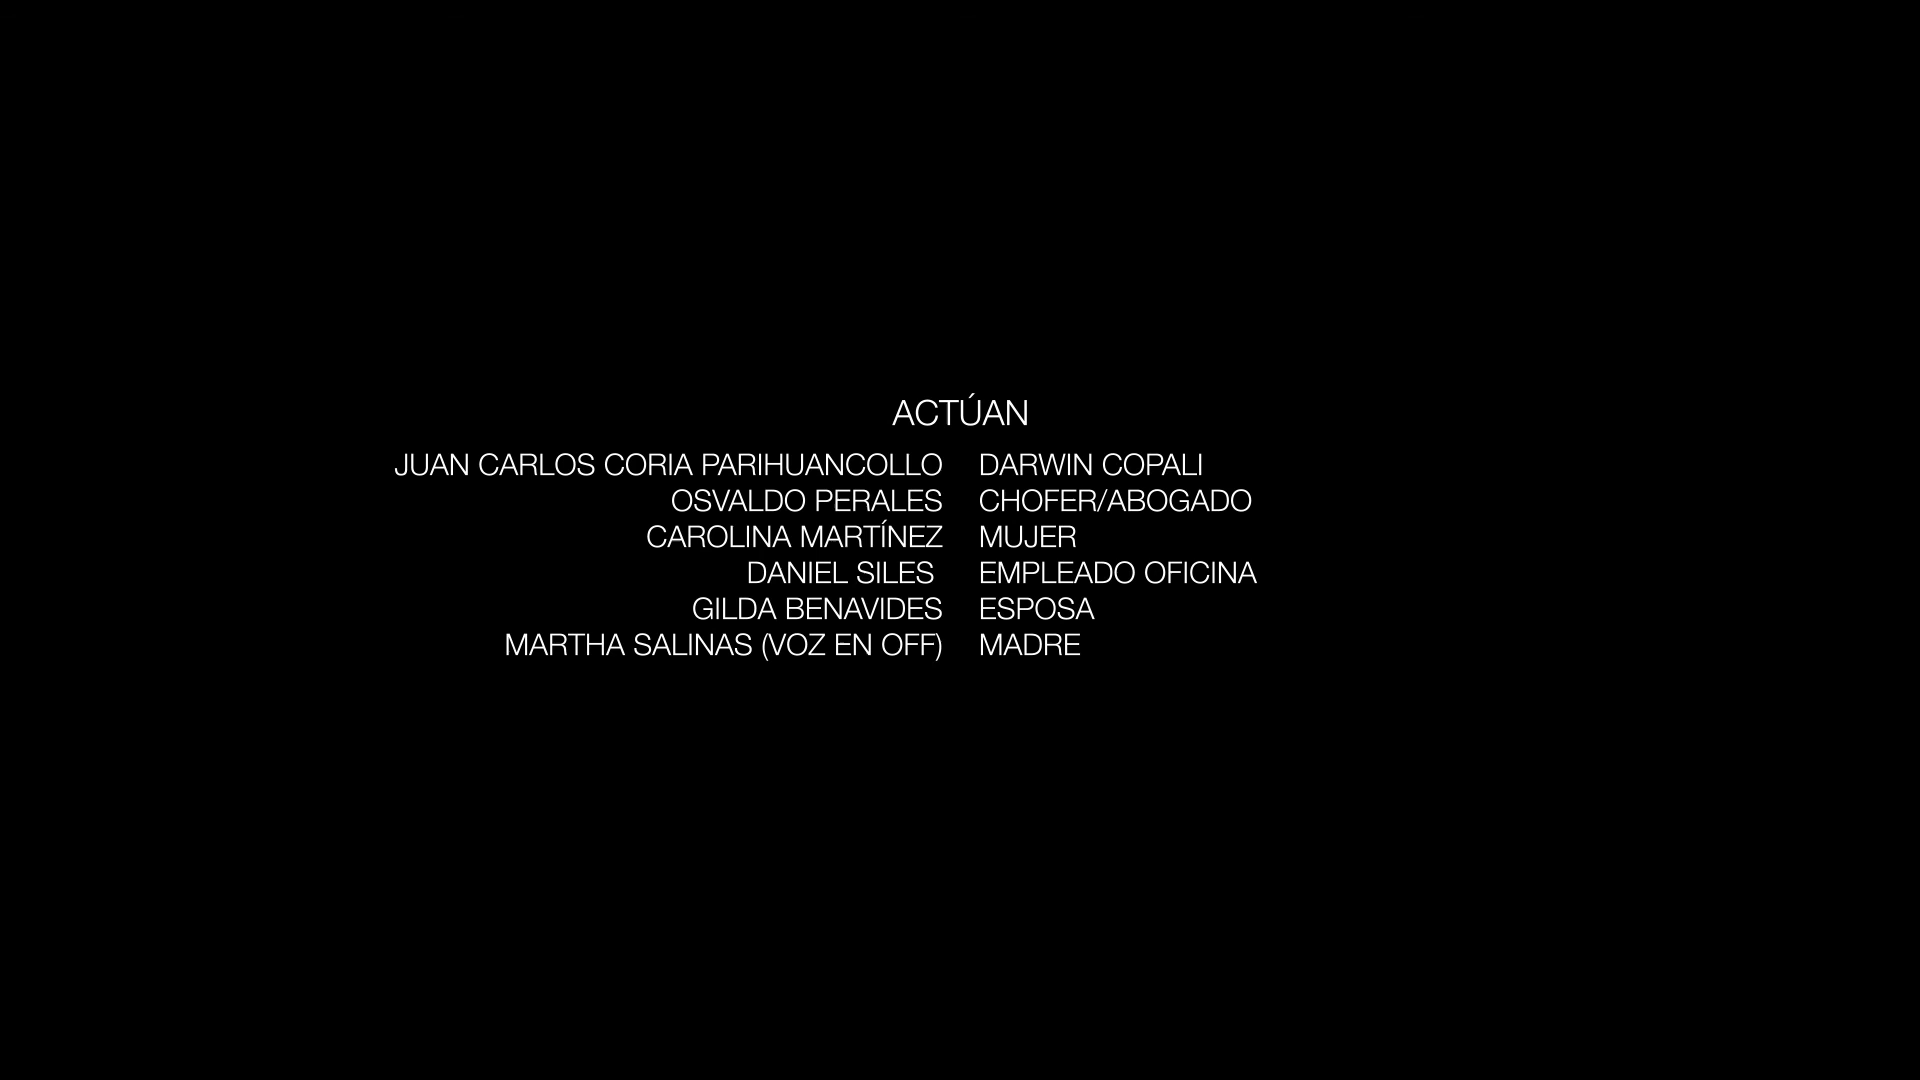 ACTÚAN
JUAN CARLOS CORIA PARIHUANCOLLO DARWIN COPALI
OSVALDO PERALES CHOFER/ABOGADO
CAROLINA MARTÍNEZ MUJER
DANIEL SILES EMPLEADO OFICINA
GILDA BENAVIDES ESPOSA
MARTHA SALINAS (VOZ EN OFF) MADRE